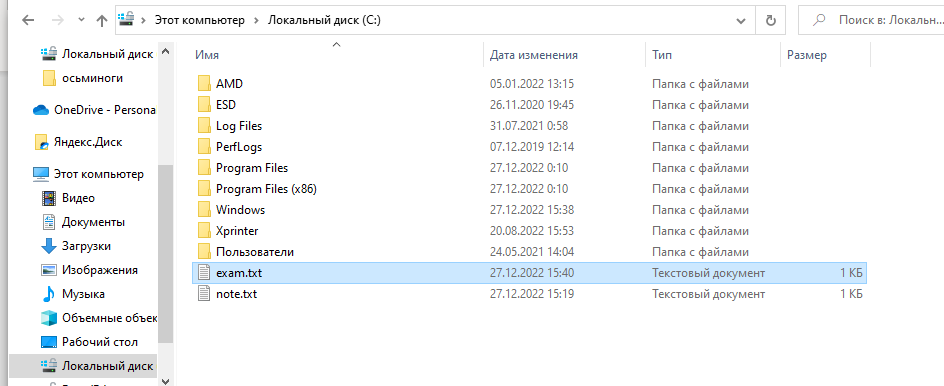 Этот компьютер > Локальный диск (C:)
Поиск в: Локальн...
Имя Дата изменения Тип Размер
Локальный диск
осьминоги
OneDrive - Persona
Яндекс.Диск
Этот компьютер
Видео
Документы
Загрузки
Изображения
Музыка
Объемные объек
Рабочий стол
Локальный диск
AMD 05.01.2022 13:15 Папка с файлами
ESD 26.11.2020 19:45 Папка с файлами
Log Files 31.07.2021 0:58 Папка с файлами
PerfLogs 07.12.2019 12:14 Папка с файлами
Program Files 27.12.2022 0:10 Папка с файлами
Program Files (x86) 27.12.2022 0:10 Папка с файлами
Windows 27.12.2022 15:38 Папка с файлами
Xprinter 20.08.2022 15:53 Папка с файлами
Пользователи 24.05.2021 14:04 Папка с файлами
exam.txt 27.12.2022 15:40 Текстовый документ 1 КБ
note.txt 27.12.2022 15:19 Текстовый документ 1 КБ